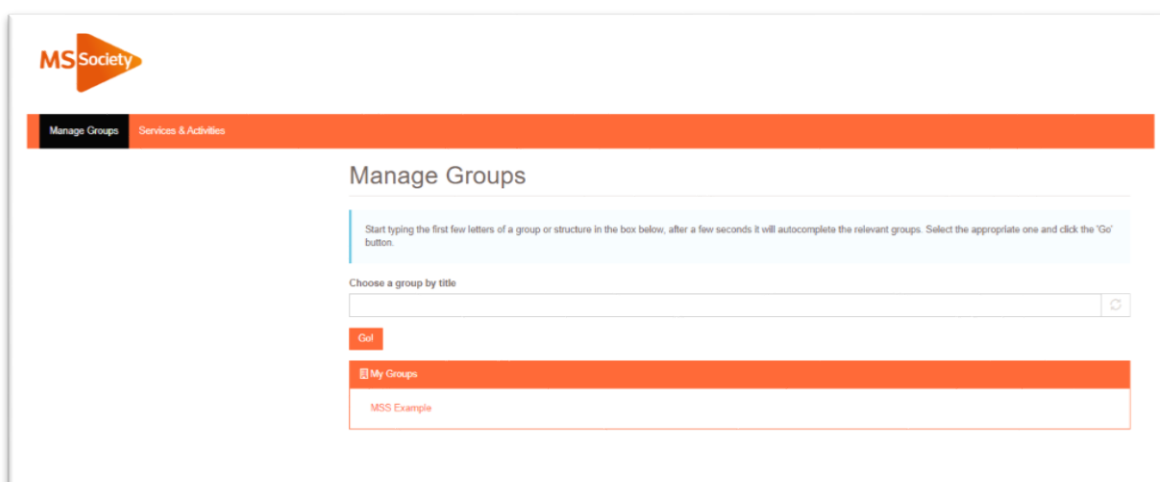 MS Society
Manage Groups Services & Activities
Manage Groups
Start typing the first few letters of a group or structure in the box below, after a few seconds it will autocomplete the relevant groups. Select the appropriate one and click the 'Go'
button.
Choose a group by title
Go!
My Groups
MSS Example